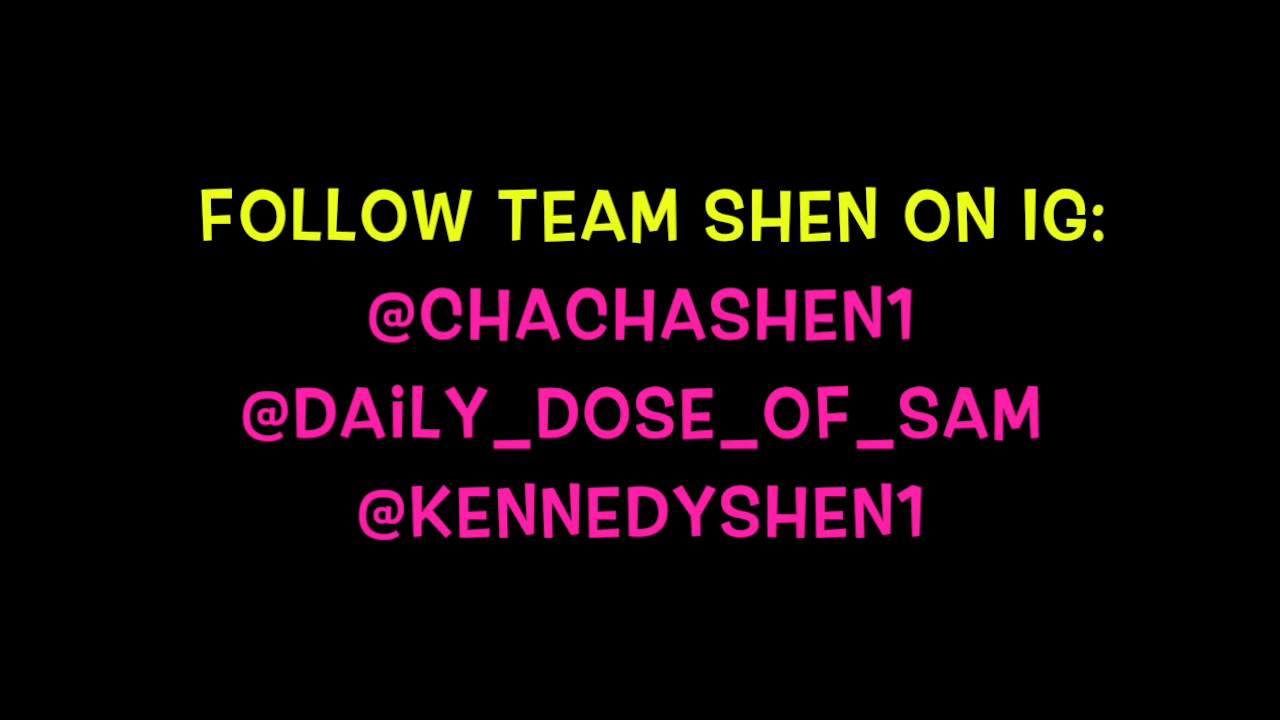 FOLLOW TEAM SHEN ON IG:
@CHACHASHEN1
@DAiLY_DOSE_OF_SAM
@KENNEDYSHEN1